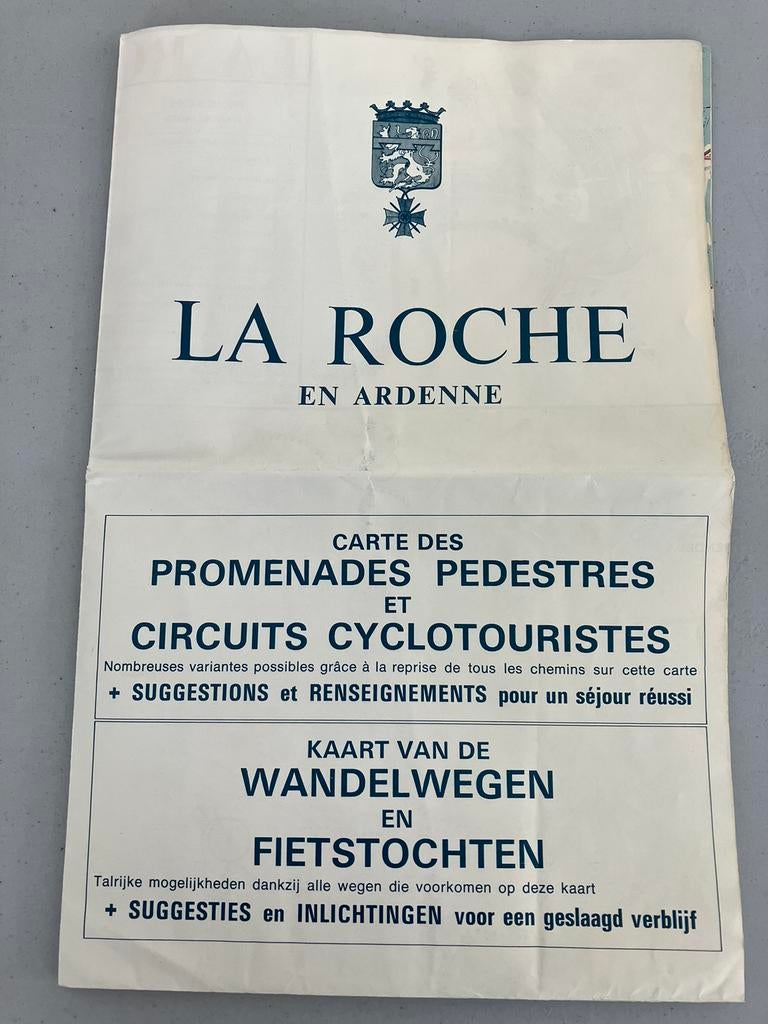 LA ROCHE
EN ARDENNE
CARTE DES
PROMENADES PEDESTRES
ET
CIRCUITS CYCLOTOURISTES
Nombreuses variantes possibles grâce à la reprise de tous les chemins sur cette carte
+ SUGGESTIONS et RENSEIGNEMENTS pour un séjour réussi
KAART VAN DE
WANDELWEGEN
EN
FIETSTOCHTEN
Talrijke mogelijkheden dankzij alle wegen die voorkomen op deze kaart
+ SUGGESTIES en INLICHTINGEN voor een geslaagd verblijf